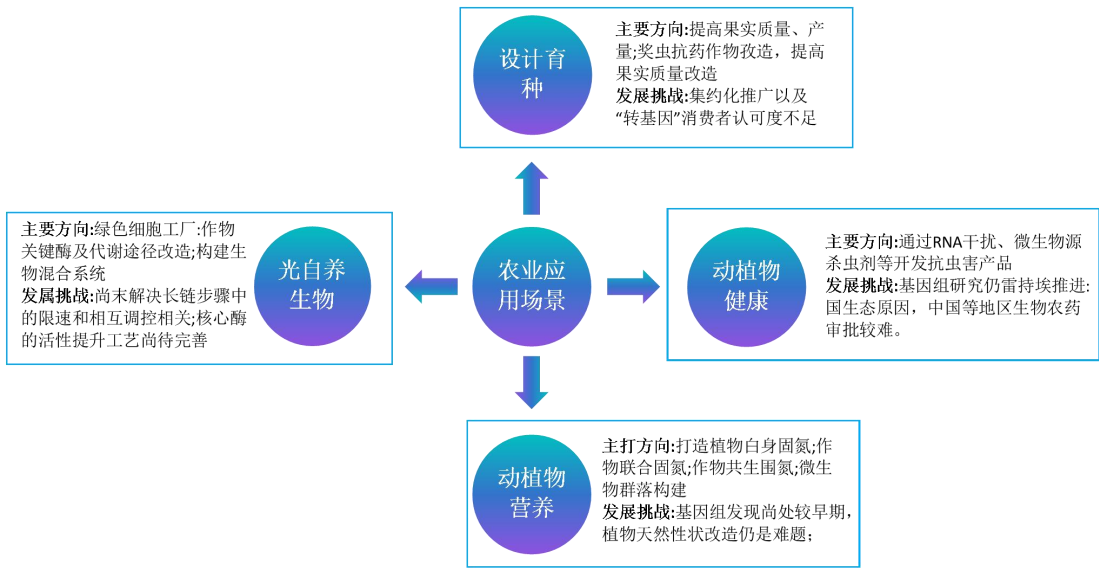 设计育
种
主要方向:提高果实质量、产
量;奖虫抗药作物孜造，提高
果实质量改造
发展挑战:集约化推广以及
“转基因”消费者认可度不足
主要方向:绿色细胞工厂:作物
关键酶及代谢途径改造;构建生
物混合系统
发属挑战:尚末解决长链步骤中
的限速和相互调控相关;核心酶
的活性提升工艺尚待完善
光自养
生物
农业应
用场景
动植物
健康
主要方向:通过RNA干扰、微生物源
杀虫剂等开发抗虫害产品
发展挑战:基因组研究仍雷持埃推进:
国生态原因，中国等地区生物农药
审批较难。
动植物
营养
主打方向:打造植物白身固氮;作
物联合固氮;作物共生围氮;微生
物群落构建
发展挑战:基因组发现尚处较早期，
植物天然性状改造仍是难题；